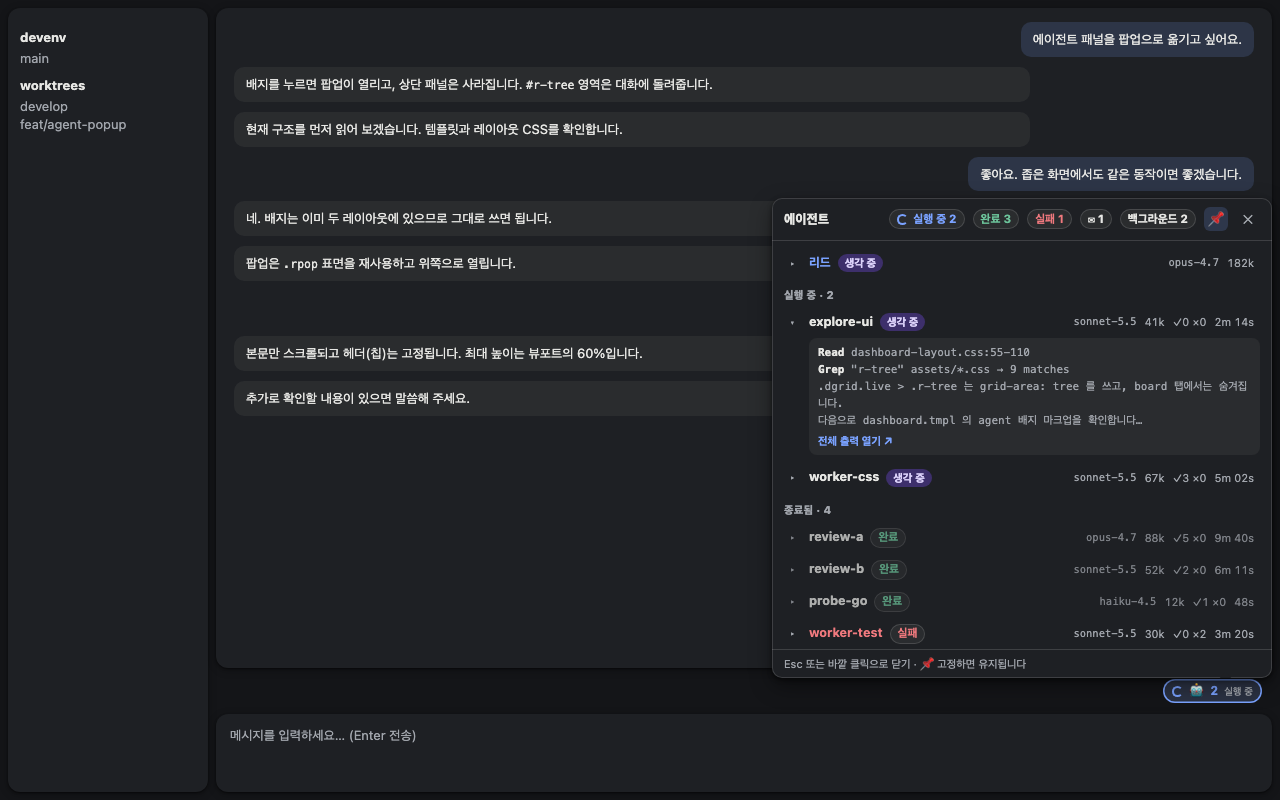 devenv
main
worktrees
develop
feat/agent-popup
에이전트 패널을 팝업으로 옮기고 싶어요.
배지를 누르면 팝업이 열리고, 상단 패널은 사라집니다. #r-tree 영역은 대화에 돌려줍니다.
현재 구조를 먼저 읽어 보겠습니다. 템플릿과 레이아웃 CSS를 확인합니다.
좋아요. 좁은 화면에서도 같은 동작이면 좋겠습니다.
네. 배지는 이미 두 레이아웃에 있으므로 그대로 쓰면 됩니다.
팝업은 .rpop 표면을 재사용하고 위쪽으로 열립니다.
본문만 스크롤되고 헤더(칩)는 고정됩니다. 최대 높이는 뷰포트의 60%입니다.
추가로 확인할 내용이 있으면 말씀해 주세요.
에이전트 실행 중 2 완료 3 실패 1 ✉ 1 백그라운드 2 📌 ✕
▸ 리드 생각 중 opus-4.7 182k
실행 중 · 2
▾ explore-ui 생각 중 sonnet-5.5 41k ✓0 ×0 2m 14s
Read dashboard-layout.css:55-110
Grep "r-tree" assets/*.css → 9 matches
.dgrid.live > .r-tree 는 grid-area: tree 를 쓰고, board 탭에서는 숨겨집
니다.
다음으로 dashboard.tmpl 의 agent 배지 마크업을 확인합니다…
전체 출력 열기 ↗
▸ worker-css 생각 중 sonnet-5.5 67k ✓3 ×0 5m 02s
종료됨 · 4
▸ review-a 완료 opus-4.7 88k ✓5 ×0 9m 40s
▸ review-b 완료 sonnet-5.5 52k ✓2 ×0 6m 11s
▸ probe-go 완료 haiku-4.5 12k ✓1 ×0 48s
▸ worker-test 실패 sonnet-5.5 30k ✓0 ×2 3m 20s
Esc 또는 바깥 클릭으로 닫기 · 📌 고정하면 유지됩니다
2 실행 중
메시지를 입력하세요... (Enter 전송)